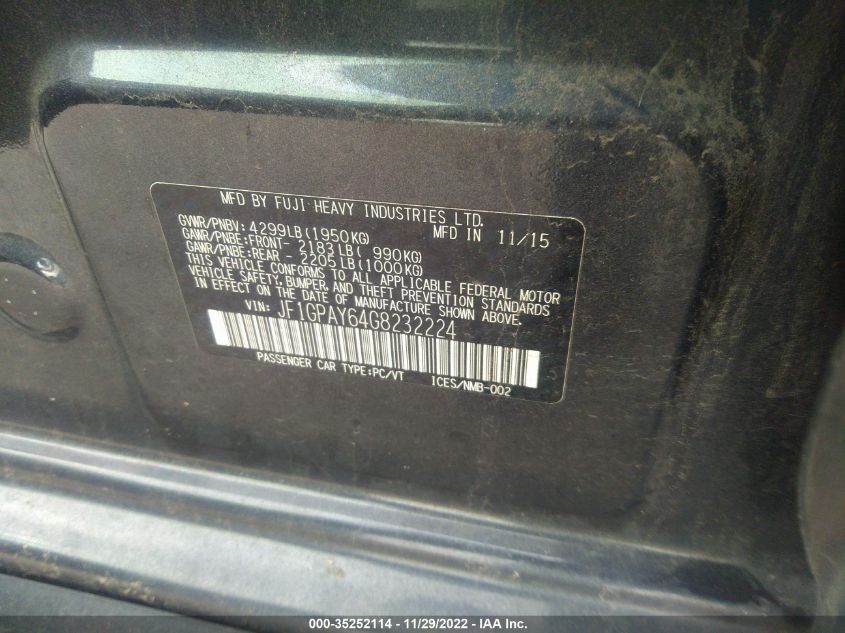 MFD BY FUJI HEAVY INDUSTRIES LTD.
GVWR/PNBV: 4299LB(1950KG) MFD IN 11/15
GAWR/PNBE:FRONT- 2183LB( 990KG)
GAWR/PNBE:REAR - 2205LB(1000KG)
THIS VEHICLE CONFORMS TO ALL APPLICABLE FEDERAL MOTOR
VEHICLE SAFETY, BUMPER, AND THEFT PREVENTION STANDARDS
IN EFFECT ON THE DATE OF MANUFACTURE SHOWN ABOVE.
VIN: JF1GPAY64G8232224
PASSENGER CAR TYPE:PC/VT ICES/NMB-002
000-35252114 - 11/29/2022 - IAA Inc.